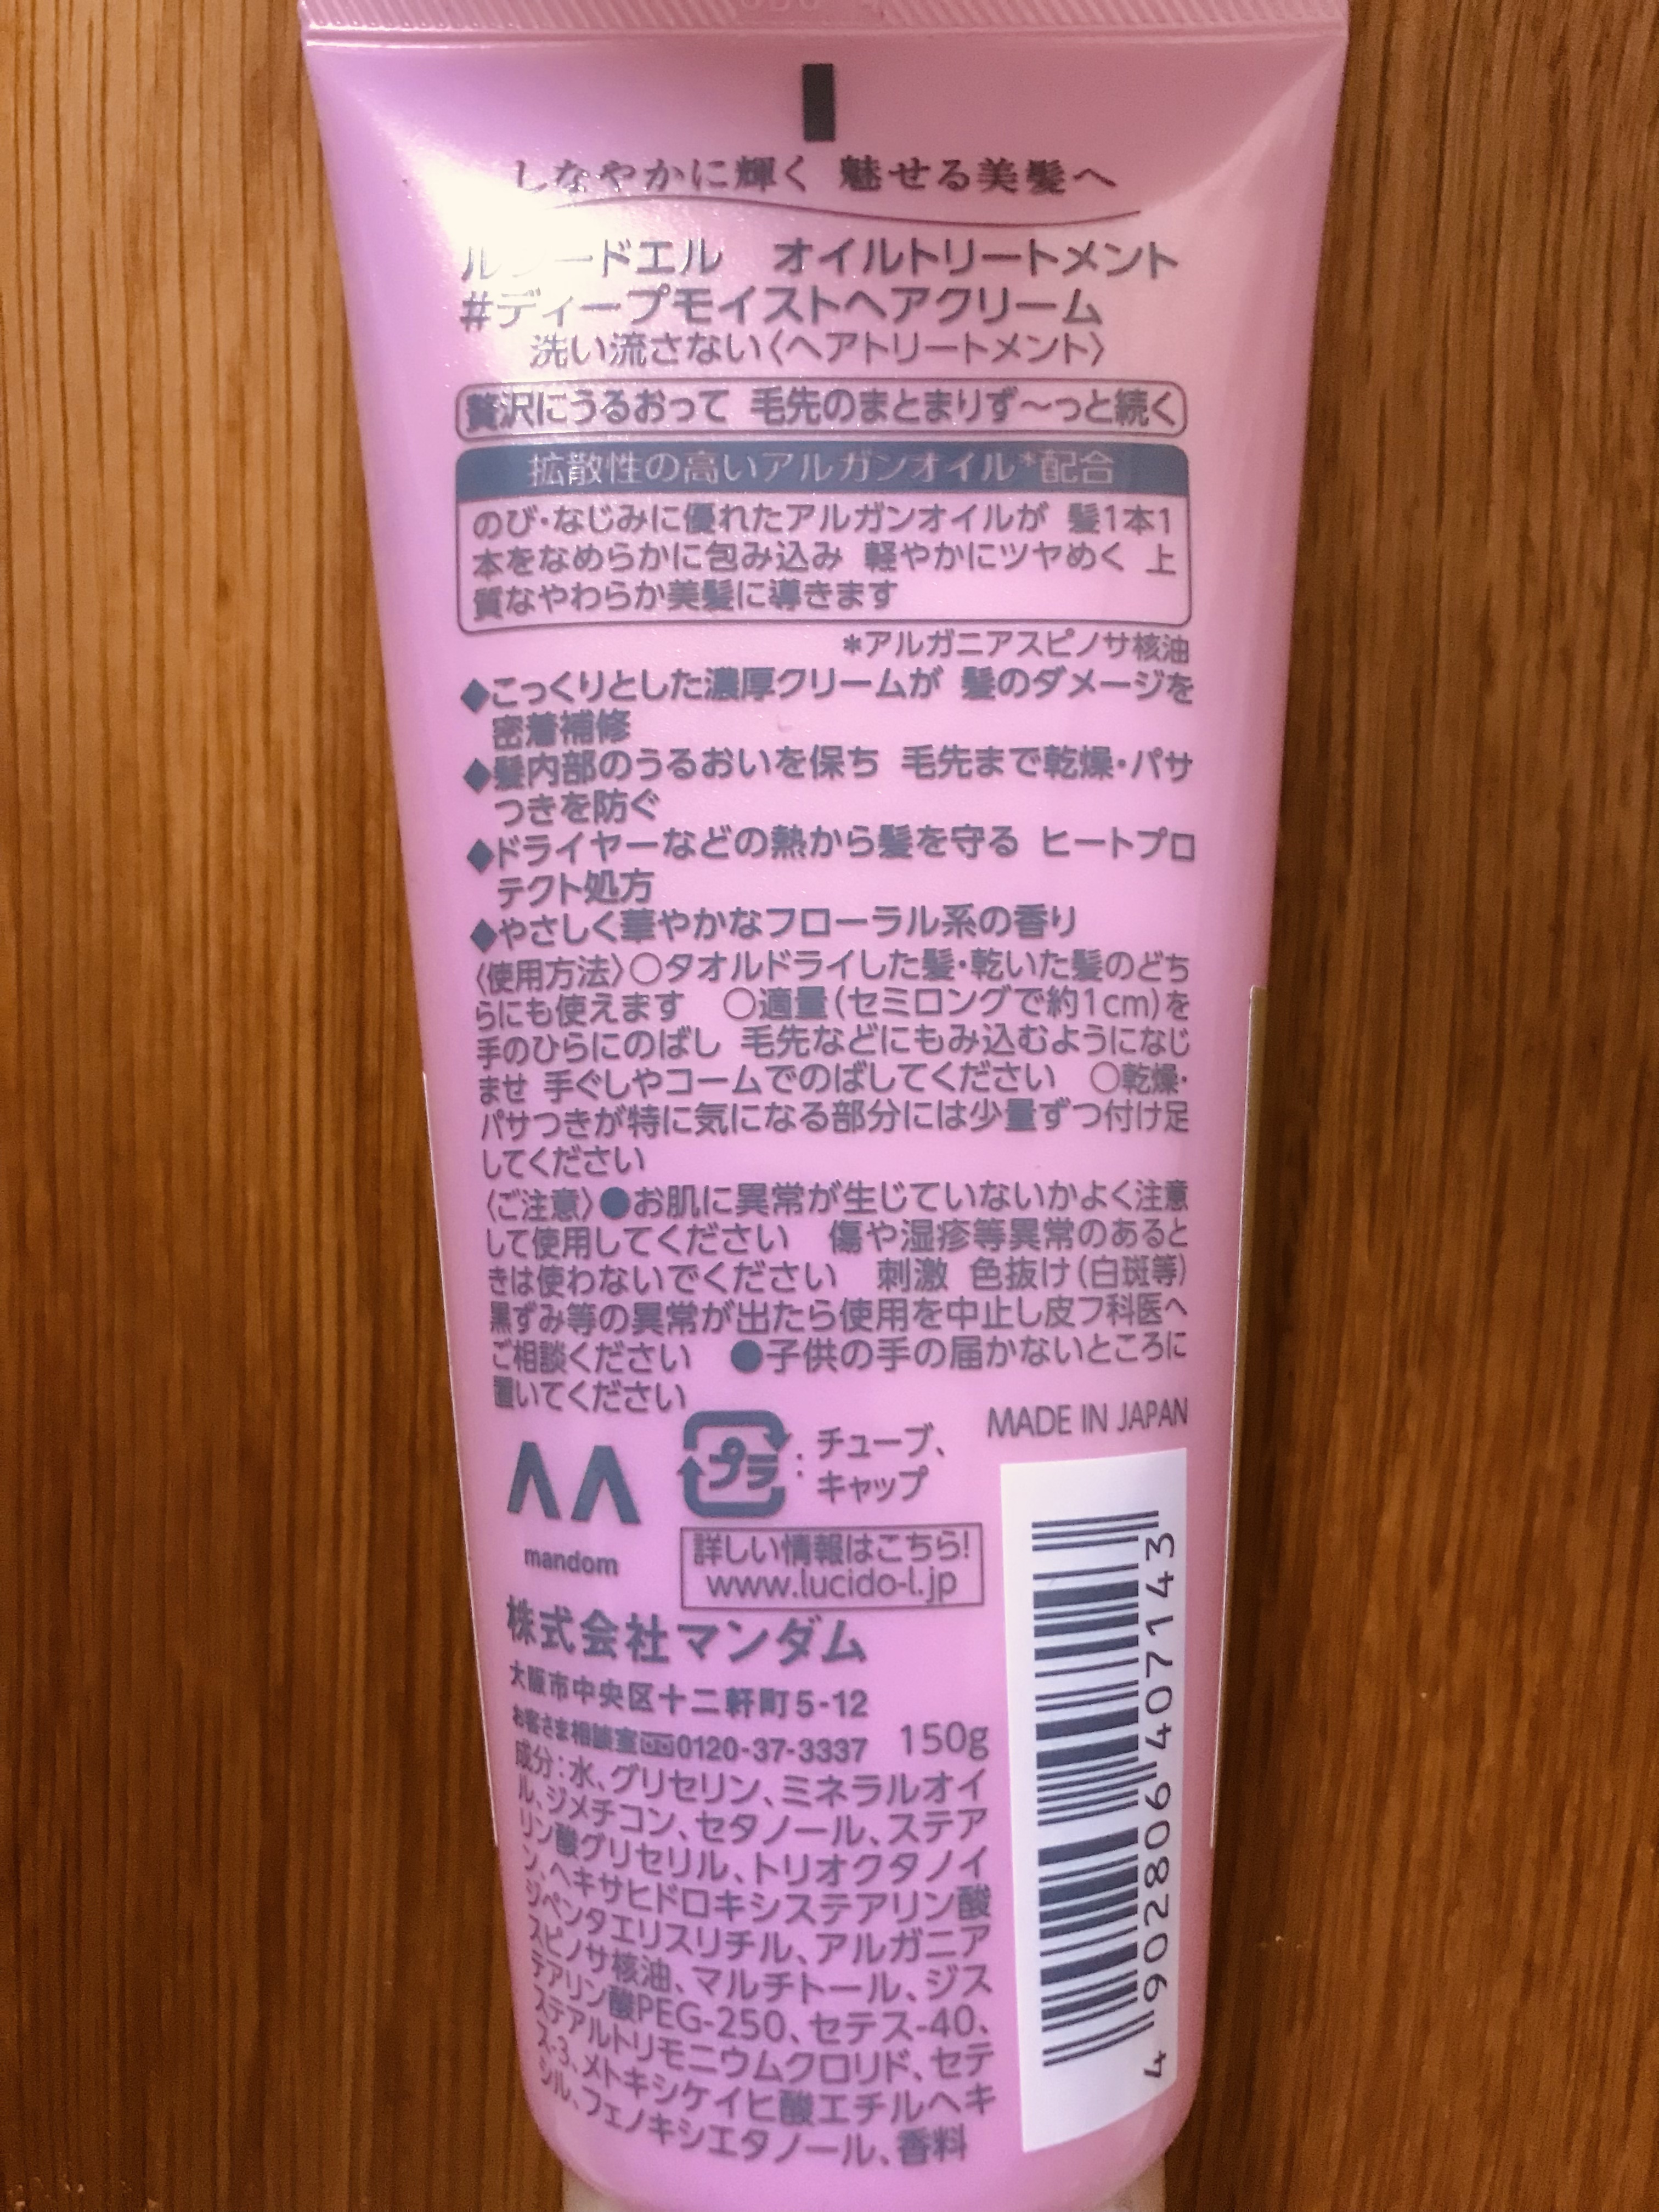 しなやかに輝く 魅せる美髪へ
ルシードエル オイルトリートメント
#ディープモイストヘアクリーム
洗い流さない〈ヘアトリートメント〉
贅沢にうるおって 毛先のまとまりず〜っと続く
拡散性の高いアルガンオイル*配合
のび・なじみに優れたアルガンオイルが 髪1本1
本をなめらかに包み込み 軽やかにツヤめく 上
質なやわらか美髪に導きます
*アルガニアスピノサ核油
◆こっくりとした濃厚クリームが 髪のダメージを
密着補修
◆髪内部のうるおいを保ち 毛先まで乾燥・パサ
つきを防ぐ
◆ドライヤーなどの熱から髪を守る ヒートプロ
テクト処方
◆やさしく華やかなフローラル系の香り
〈使用方法〉○タオルドライした髪・乾いた髪のどち
らにも使えます ○適量(セミロングで約1cm)を
手のひらにのばし 毛先などにもみ込むようになじ
ませ 手ぐしやコームでのばしてください ○乾燥・
パサつきが特に気になる部分には少量ずつ付け足
してください
〈ご注意〉●お肌に異常が生じていないかよく注意
して使用してください 傷や湿疹等異常のあると
きは使わないでください 刺激 色抜け(白斑等)
黒ずみ等の異常が出たら使用を中止し皮フ科医へ
ご相談ください ●子供の手の届かないところに
置いてください
MADE IN JAPAN
プラ : チューブ、
キャップ
mandom
詳しい情報はこちら!
www.lucido-l.jp
株式会社マンダム
大阪市中央区十二軒町5-12
お客さま相談室 0120-37-3337 150g
成分:水、グリセリン、ミネラルオイ
ル、ジメチコン、セタノール、ステア
リン酸グリセリル、トリオクタノイ
ン、ヘキサヒドロキシステアリン酸
ジペンタエリスリチル、アルガニア
スピノサ核油、マルチトール、ジス
テアリン酸PEG-250、セテス-40、
ステアルトリモニウムクロリド、セテ
ス-3、メトキシケイヒ酸エチルヘキ
シル、フェノキシエタノール、香料
4 902806 407143